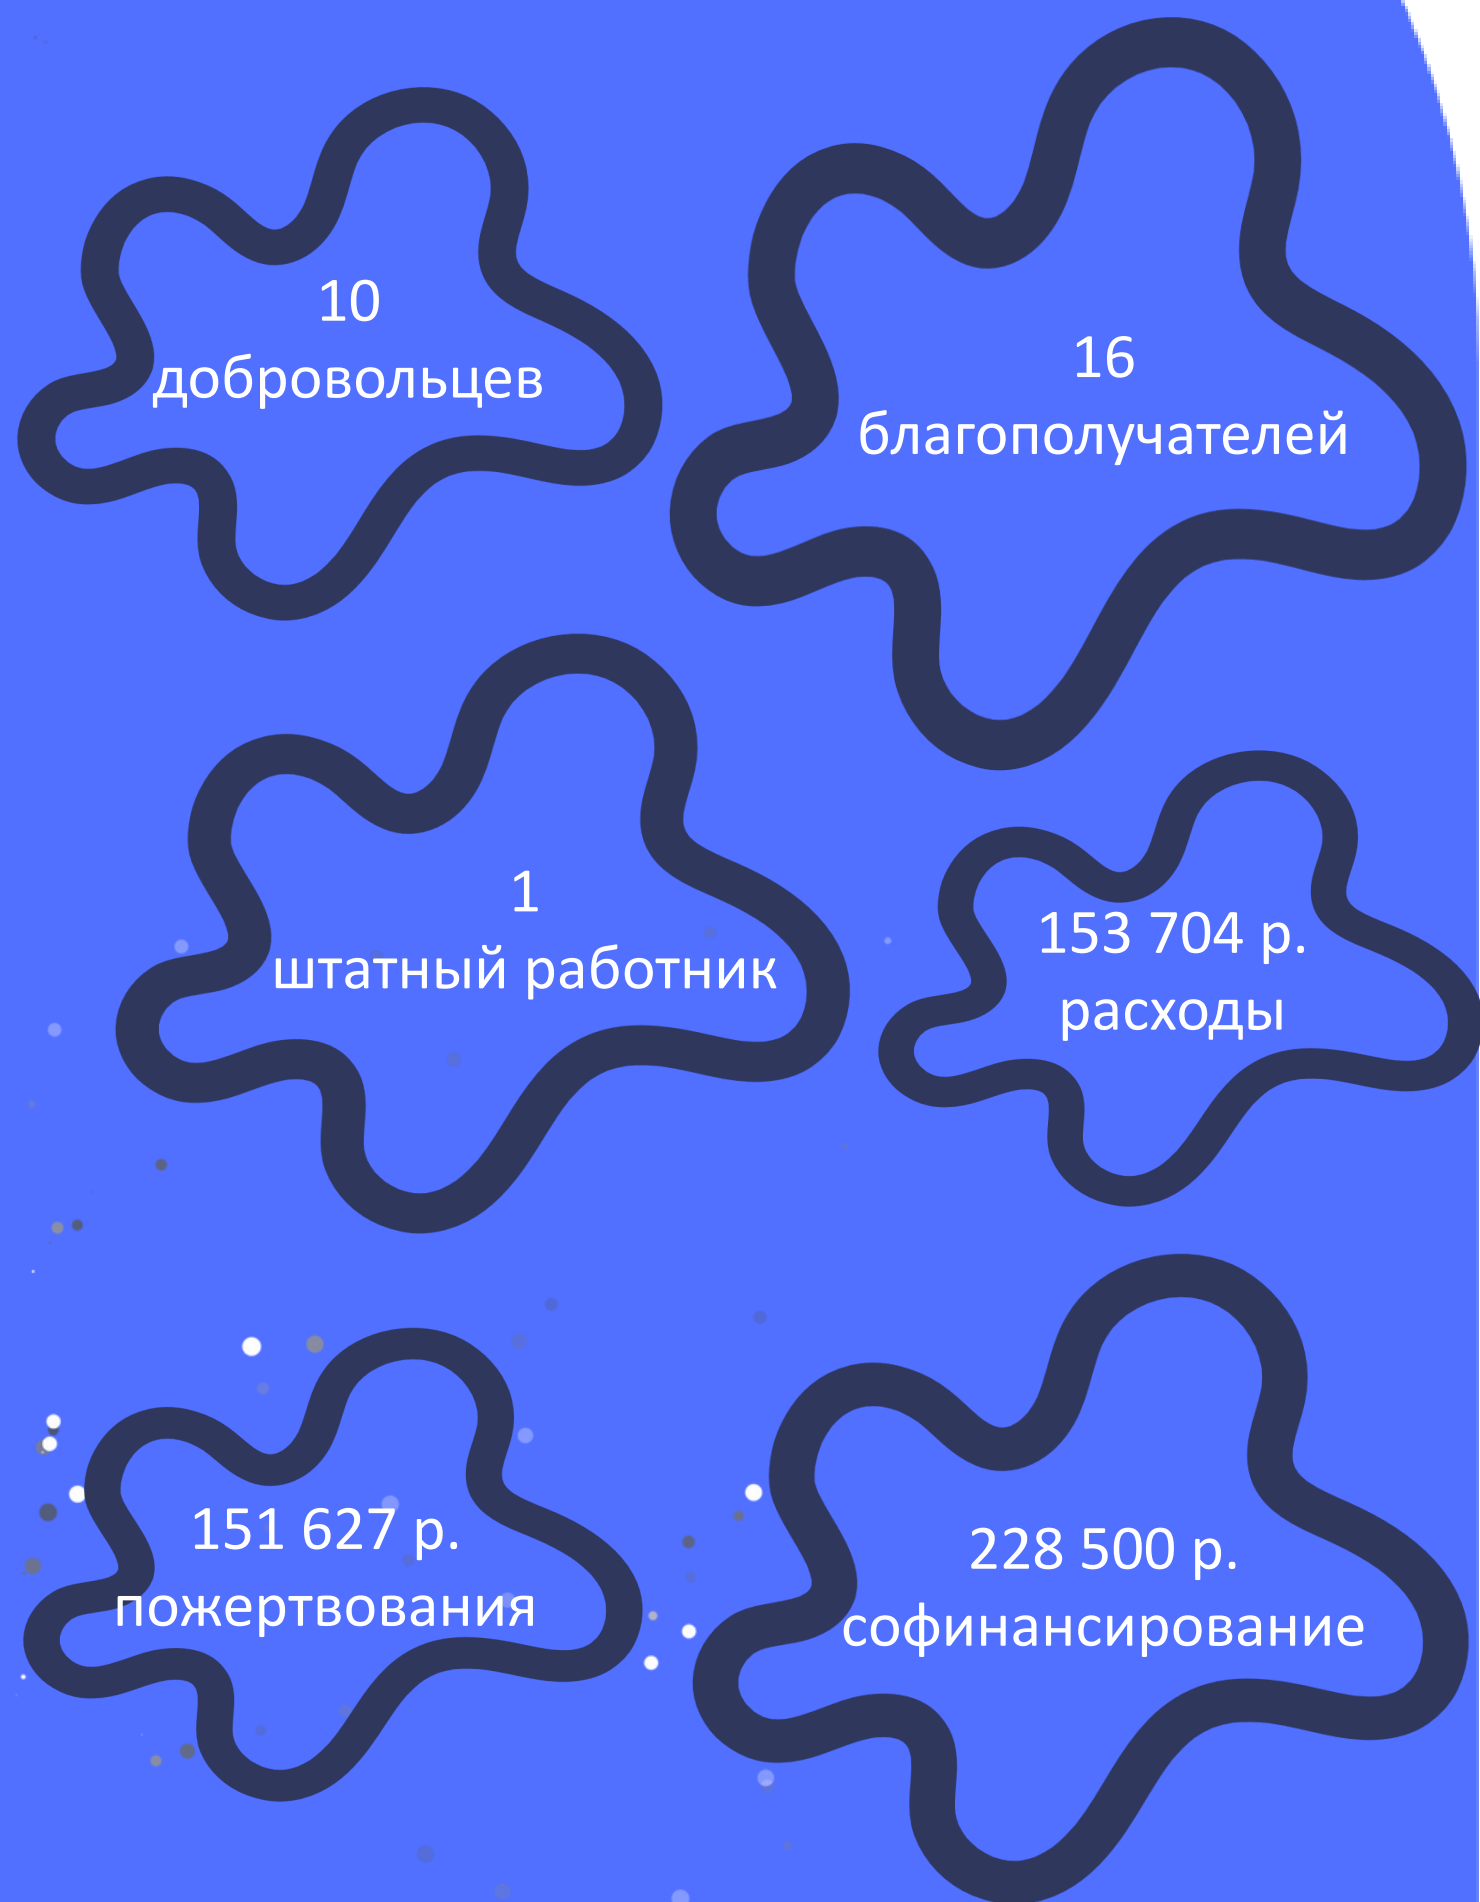 10
добровольцев
16
благополучателей
1
штатный работник
153 704 р.
расходы
151 627 р.
пожертвования
228 500 р.
софинансирование